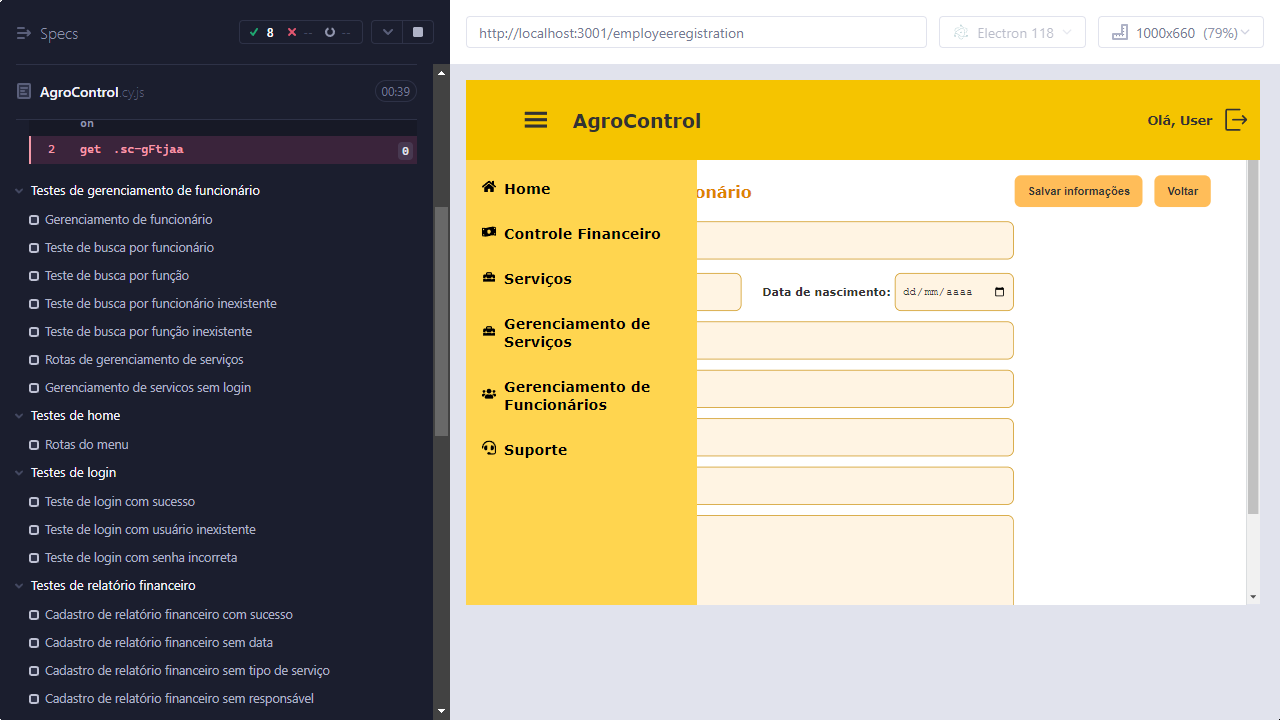 Specs
8
--
--
AgroControl.cy.js
00:39
on
2 get .sc-gFtjaa 0
Testes de gerenciamento de funcionário
Gerenciamento de funcionário
Teste de busca por funcionário
Teste de busca por função
Teste de busca por funcionário inexistente
Teste de busca por função inexistente
Rotas de gerenciamento de serviços
Gerenciamento de servicos sem login
Testes de home
Rotas do menu
Testes de login
Teste de login com sucesso
Teste de login com usuário inexistente
Teste de login com senha incorreta
Testes de relatório financeiro
Cadastro de relatório financeiro com sucesso
Cadastro de relatório financeiro sem data
Cadastro de relatório financeiro sem tipo de serviço
Cadastro de relatório financeiro sem responsável
http://localhost:3001/employeeregistration
Electron 118
1000x660 (79%)
AgroControl
Olá, User
Home
Controle Financeiro
Serviços
Gerenciamento de
Serviços
Gerenciamento de
Funcionários
Suporte
onário
Salvar informações
Voltar
Data de nascimento:
dd/mm/aaaa